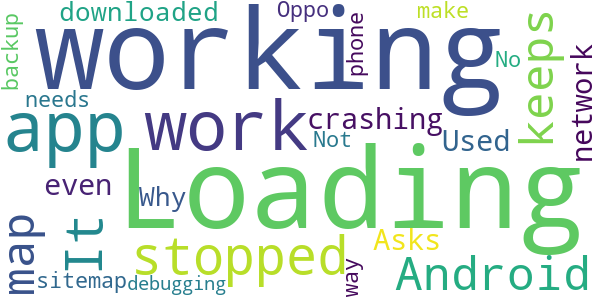 downloaded
Oppo
make
backup
working
phone
keeps
No
network
needs
app
work
crashing
Used
Not
Loading
even
Why
It
map
stopped
Asks
way
Android
sitemap
debugging